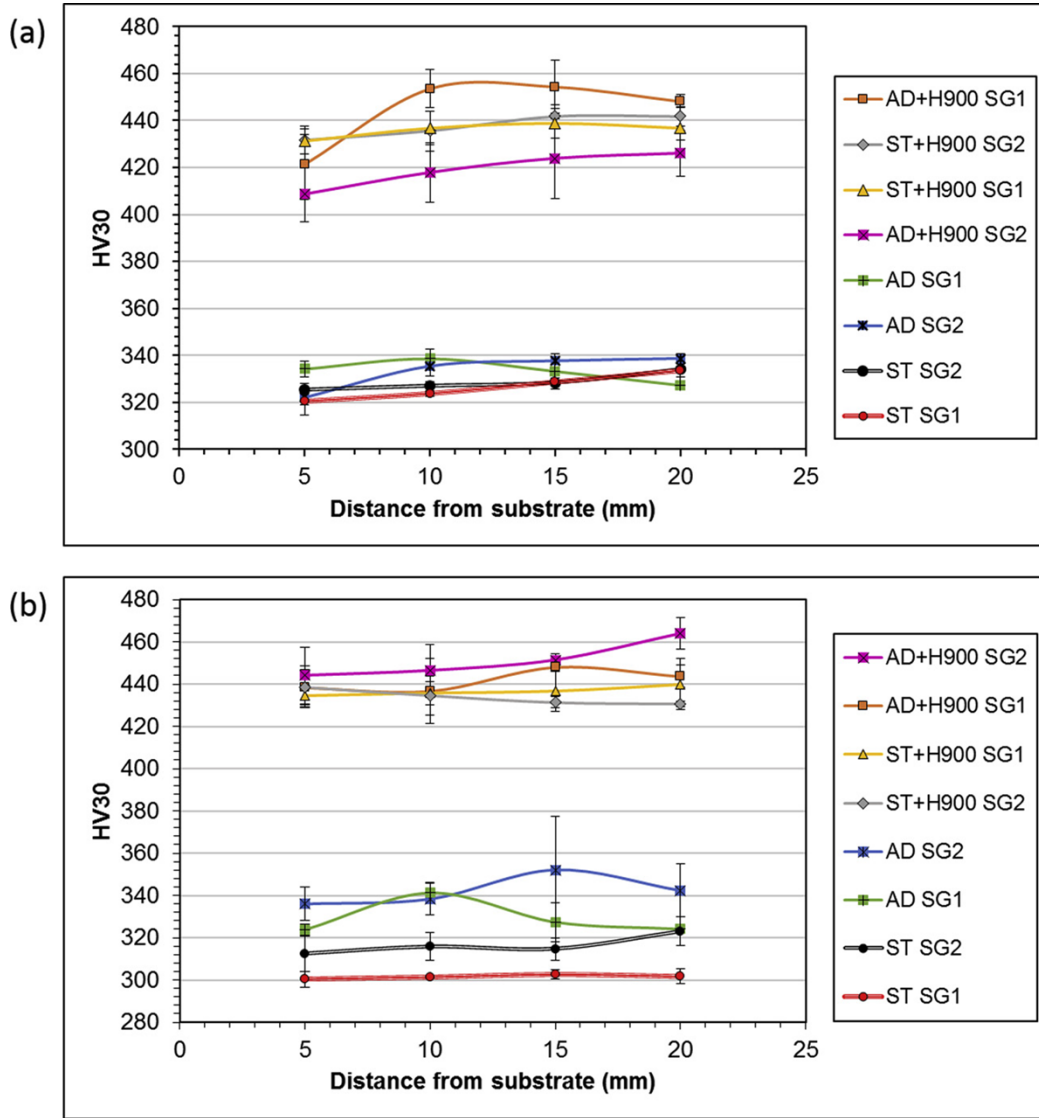 (a)
480
460
440
420
400
380
360
340
320
300
HV30
0
5
10
15
20
25
Distance from substrate (mm)
AD+H900 SG1
ST+H900 SG2
ST+H900 SG1
AD+H900 SG2
AD SG1
AD SG2
ST SG2
ST SG1
(b)
480
460
440
420
400
380
360
340
320
300
280
HV30
0
5
10
15
20
25
Distance from substrate (mm)
AD+H900 SG2
AD+H900 SG1
ST+H900 SG1
ST+H900 SG2
AD SG2
AD SG1
ST SG2
ST SG1